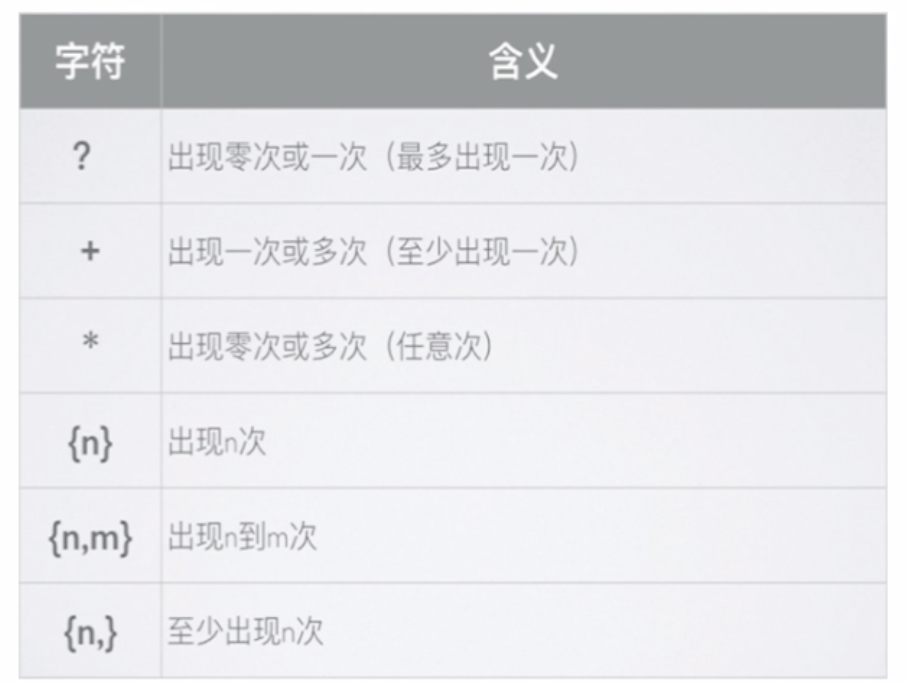 字符 含义
? 出现零次或一次（最多出现一次）
+ 出现一次或多次（至少出现一次）
* 出现零次或多次（任意次）
{n} 出现n次
{n,m} 出现n到m次
{n,} 至少出现n次